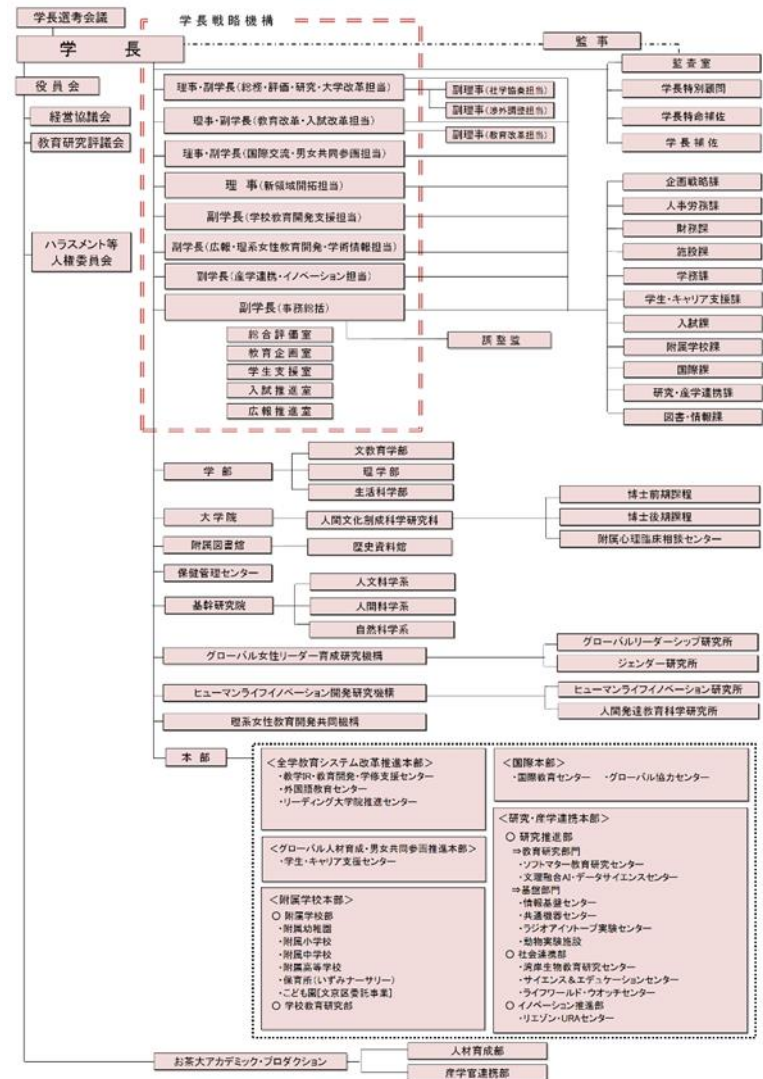 学長選考会議
学長戦略機構
学長
監事
役員会
経営協議会
教育研究評議会
ハラスメント等
人権委員会
理事・副学長(総務・評価・研究・大学改革担当)
理事・副学長(教育改革・入試改革担当)
理事・副学長(国際交流・男女共同参画担当)
理事(新領域開拓担当)
副学長(学校教育開発支援担当)
副学長(広報・理系女性教育開発・学術情報担当)
副学長(産学連携・イノベーション担当)
副学長(事務総括)
総合評価室
教育企画室
学生支援室
入試推進室
広報推進室
副理事(社学協奏担当)
副理事(渉外調整担当)
副理事(教育改革担当)
調整監
監査室
学長特別顧問
学長特命補佐
学長補佐
企画戦略課
人事労務課
財務課
施設課
学務課
学生・キャリア支援課
入試課
附属学校課
国際課
研究・産学連携課
図書・情報課
学部
文教育学部
理学部
生活科学部
大学院
人間文化創成科学研究科
博士前期課程
博士後期課程
附属心理臨床相談センター
附属図書館
歴史資料館
保健管理センター
基幹研究院
人文科学系
人間科学系
自然科学系
グローバル女性リーダー育成研究機構
グローバルリーダーシップ研究所
ジェンダー研究所
ヒューマンライフイノベーション開発研究機構
ヒューマンライフイノベーション研究所
人間発達教育科学研究所
理系女性教育開発共同機構
本部
<全学教育システム改革推進本部>
・教学IR・教育開発・学修支援センター
・外国語教育センター
・リーディング大学院推進センター
<グローバル人材育成・男女共同参画推進本部>
・学生・キャリア支援センター
<附属学校本部>
○ 附属学校部
・附属幼稚園
・附属小学校
・附属中学校
・附属高等学校
・保育所(いずみナーサリー)
・こども園[文京区委託事業]
○ 学校教育研究部
<国際本部>
・国際教育センター ・グローバル協力センター
<研究・産学連携本部>
○ 研究推進部
⇒教育研究部門
・ソフトマター教育研究センター
・文理融合AI・データサイエンスセンター
⇒基盤部門
・情報基盤センター
・共通機器センター
・ラジオアイソトープ実験センター
・動物実験施設
○ 社会連携部
・湾岸生物教育研究センター
・サイエンス&エデュケーションセンター
・ライフワールド・ウオッチセンター
○ イノベーション推進部
・リエゾン・URAセンター
お茶大アカデミック・プロダクション
人材育成部
産学官連携部